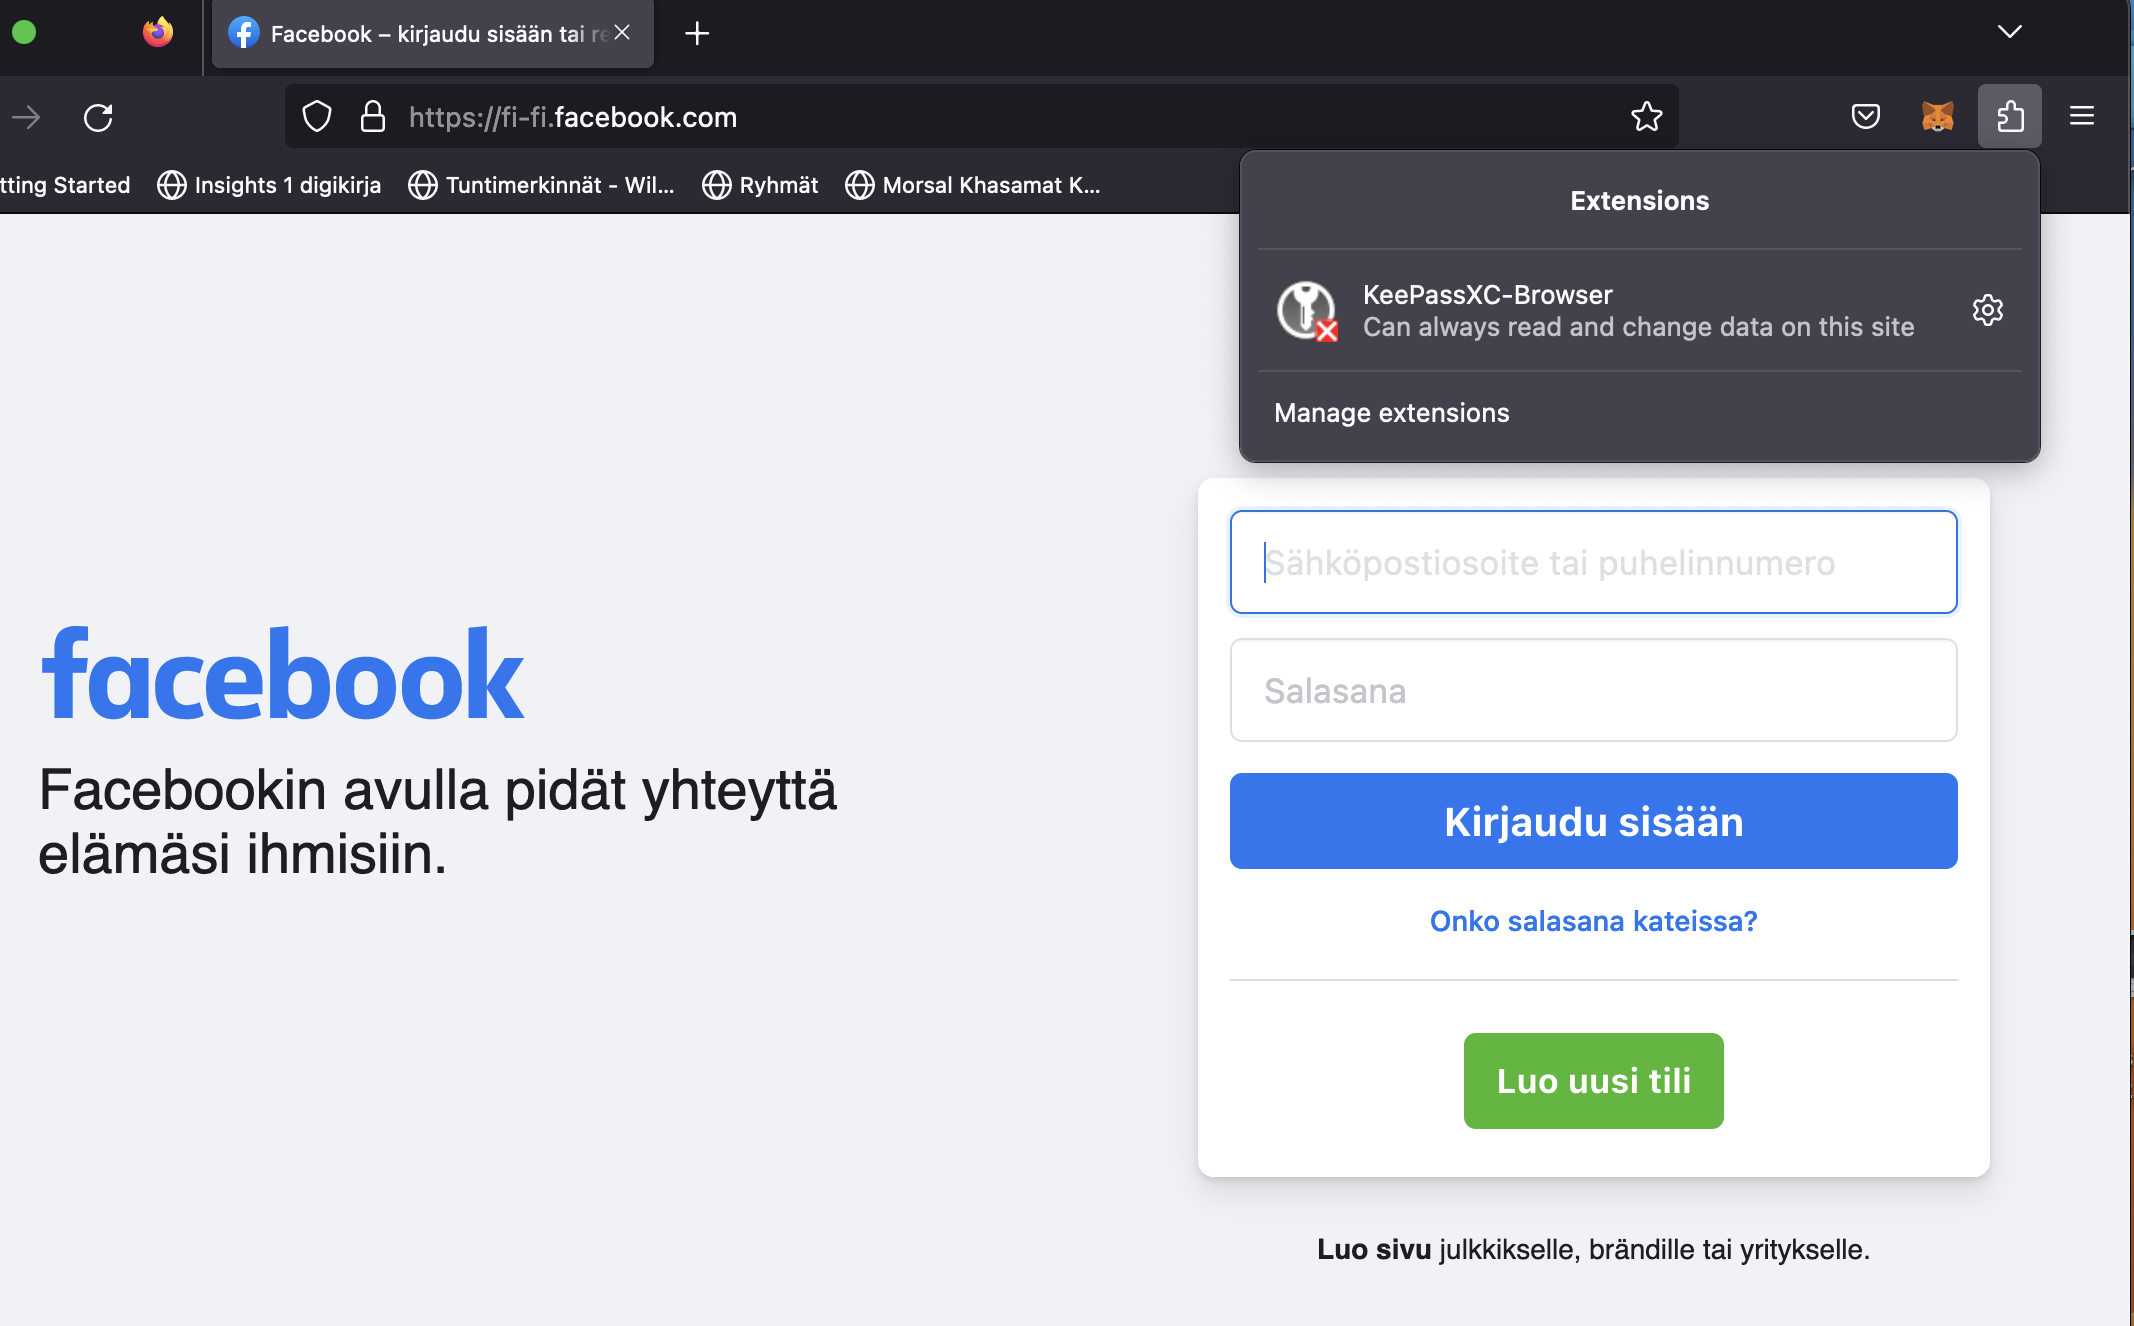 Facebook – kirjaudu sisään tai re
https://fi-fi.facebook.com
tting Started
Insights 1 digikirja
Tuntimerkinnät - Wil...
Ryhmät
Morsal Khasamat K...
Extensions
KeePassXC-Browser
Can always read and change data on this site
Manage extensions
facebook
Facebookin avulla pidät yhteyttä
elämäsi ihmisiin.
Sähköpostiosoite tai puhelinnumero
Salasana
Kirjaudu sisään
Onko salasana kateissa?
Luo uusi tili
Luo sivu julkkikselle, brändille tai yritykselle.